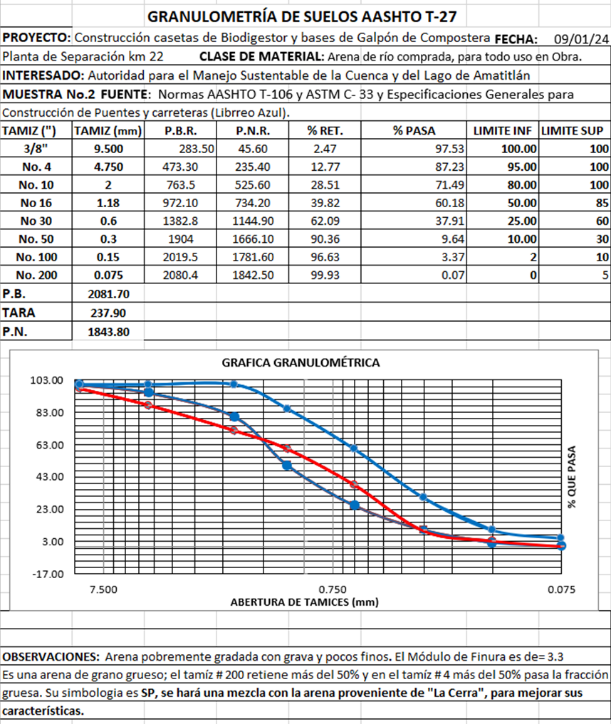 GRANULOMETRÍA DE SUELOS AASHTO T-27
PROYECTO: Construcción casetas de Biodigestor y bases de Galpón de Compostera FECHA: 09/01/24
Planta de Separación km 22 CLASE DE MATERIAL: Arena de río comprada, para todo uso en Obra.
INTERESADO: Autoridad para el Manejo Sustentable de la Cuenca y del Lago de Amatitlán
MUESTRA No.2 FUENTE: Normas AASHTO T-106 y ASTM C- 33 y Especificaciones Generales para
Construcción de Puentes y carreteras (Librreo Azul).
TAMIZ (") TAMIZ (mm) P.B.R. P.N.R. % RET. % PASA LIMITE INF LIMITE SUP
3/8" 9.500 283.50 45.60 2.47 97.53 100.00 100
No. 4 4.750 473.30 235.40 12.77 87.23 95.00 100
No. 10 2 763.5 525.60 28.51 71.49 80.00 100
No 16 1.18 972.10 734.20 39.82 60.18 50.00 85
No 30 0.6 1382.8 1144.90 62.09 37.91 25.00 60
No. 50 0.3 1904 1666.10 90.36 9.64 10.00 30
No. 100 0.15 2019.5 1781.60 96.63 3.37 2 10
No. 200 0.075 2080.4 1842.50 99.93 0.07 0 5
P.B. 2081.70
TARA 237.90
P.N. 1843.80
GRAFICA GRANULOMÉTRICA
103.00
83.00
63.00
43.00
23.00
3.00
-17.00
% QUE PASA
7.500 0.750 0.075
ABERTURA DE TAMICES (mm)
OBSERVACIONES: Arena pobremente gradada con grava y pocos finos. El Módulo de Finura es de= 3.3
Es una arena de grano grueso; el tamíz # 200 retiene más del 50% y en el tamíz # 4 más del 50% pasa la fracción
gruesa. Su simbologia es SP, se hará una mezcla con la arena proveniente de "La Cerra", para mejorar sus
características.